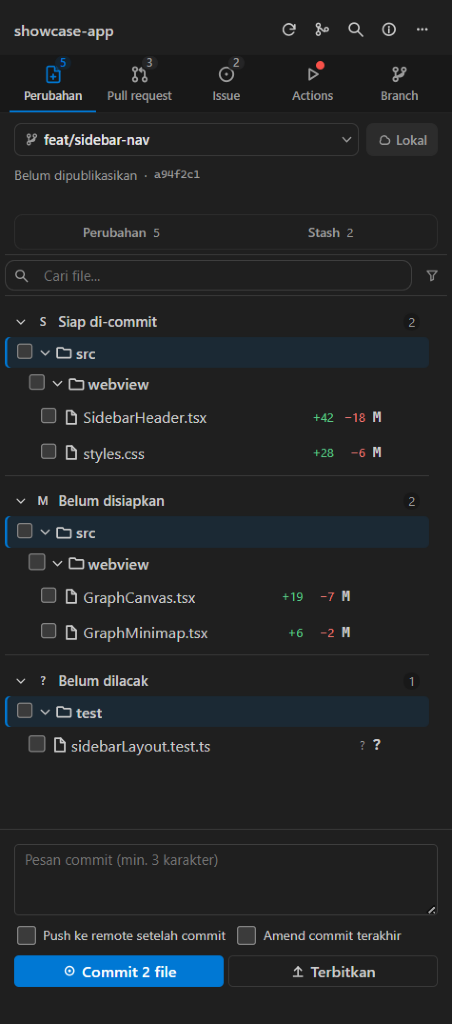 showcase-app
5 3 2
Perubahan Pull request Issue Actions Branch
feat/sidebar-nav Lokal
Belum dipublikasikan · a94f2c1
Perubahan 5 Stash 2
Cari file...
S Siap di-commit 2
src
webview
SidebarHeader.tsx +42 −18 M
styles.css +28 −6 M
M Belum disiapkan 2
src
webview
GraphCanvas.tsx +19 −7 M
GraphMinimap.tsx +6 −2 M
? Belum dilacak 1
test
sidebarLayout.test.ts ? ?
Pesan commit (min. 3 karakter)
Push ke remote setelah commit Amend commit terakhir
Commit 2 file Terbitkan